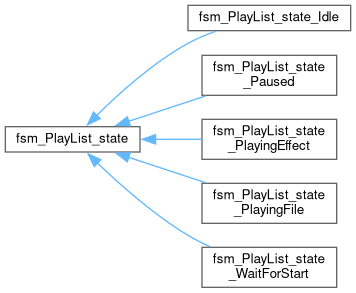 fsm_PlayList_state_Idle
fsm_PlayList_state
_Paused
fsm_PlayList_state
_PlayingEffect
fsm_PlayList_state
fsm_PlayList_state
_PlayingFile
fsm_PlayList_state
_WaitForStart